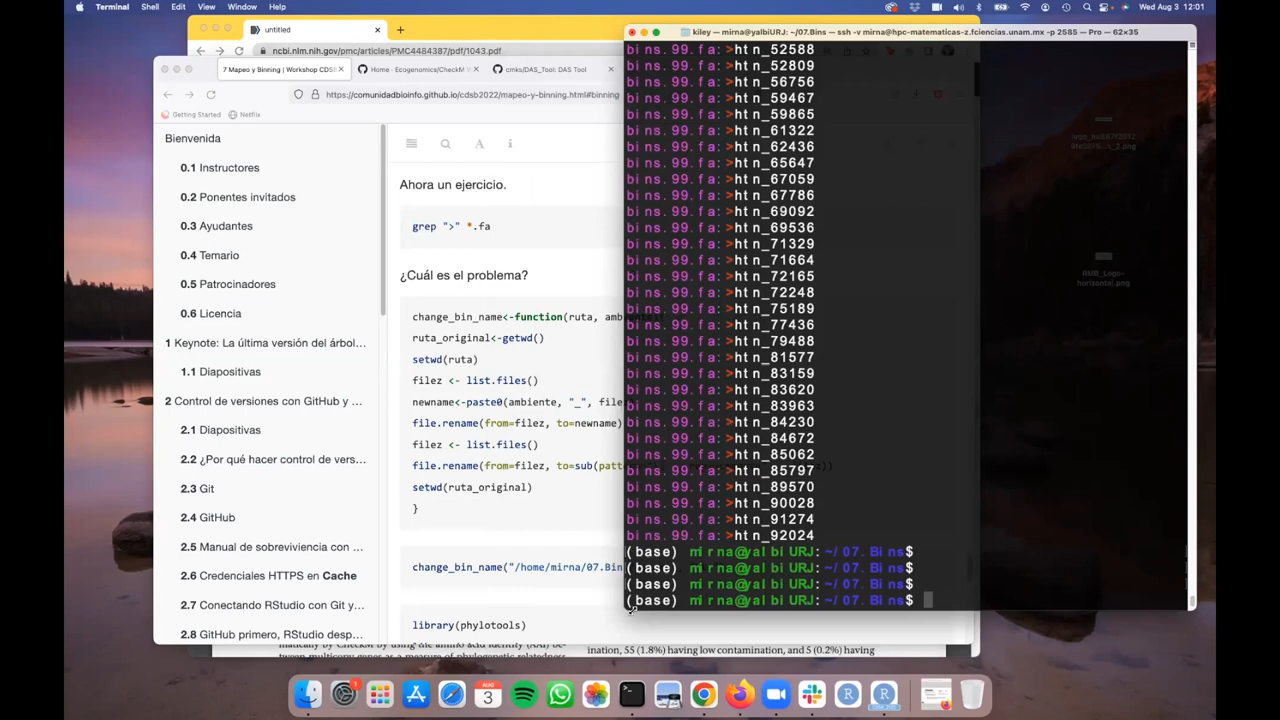 Terminal Shell Edit View Window Help
Wed Aug 3 12:01
untitled
ncbi.nlm.nih.gov/pmc/articles/PMC4484387/pdf/1043.pdf
7 Mapeo y Binning | Workshop CDSB
Home · Ecogenomics/CheckM
cmks/DAS_Tool: DAS Tool
https://comunidadbioinfo.github.io/cdsb2022/mapeo-y-binning.html#binning
Getting Started
Netflix
Bienvenida
0.1 Instructores
0.2 Ponentes invitados
0.3 Ayudantes
0.4 Temario
0.5 Patrocinadores
0.6 Licencia
1 Keynote: La última versión del árbol…
1.1 Diapositivas
2 Control de versiones con GitHub y …
2.1 Diapositivas
2.2 ¿Por qué hacer control de vers…
2.3 Git
2.4 GitHub
2.5 Manual de sobreviviencia con …
2.6 Credenciales HTTPS en Cache
2.7 Conectando RStudio con Git y…
2.8 GitHub primero, RStudio desp…
Ahora un ejercicio.
grep ">" *.fa
¿Cuál es el problema?
change_bin_name<-function(ruta, amb
ruta_original<-getwd()
setwd(ruta)
filez <- list.files()
newname<-paste0(ambiente, "_", file
file.rename(from=filez, to=newname)
filez <- list.files()
file.rename(from=filez, to=sub(patt
setwd(ruta_original)
}
change_bin_name("/home/mirna/07.Bin
library(phylotools)
tween multicopy genes as a measure of phylogenetic relatedness
ination, 55 (1.8%) having low contamination, and 5 (0.2%) having
kiley — mirna@yalbiURJ: ~/07.Bins — ssh -v mirna@hpc-matematicas-z.fciencias.unam.mx -p 2585 — Pro — 62×35
bins.99.fa:>htn_52588
bins.99.fa:>htn_52809
bins.99.fa:>htn_56756
bins.99.fa:>htn_59467
bins.99.fa:>htn_59865
bins.99.fa:>htn_61322
bins.99.fa:>htn_62436
bins.99.fa:>htn_65647
bins.99.fa:>htn_67059
bins.99.fa:>htn_67786
bins.99.fa:>htn_69092
bins.99.fa:>htn_69536
bins.99.fa:>htn_71329
bins.99.fa:>htn_71664
bins.99.fa:>htn_72165
bins.99.fa:>htn_72248
bins.99.fa:>htn_75189
bins.99.fa:>htn_77436
bins.99.fa:>htn_79488
bins.99.fa:>htn_81577
bins.99.fa:>htn_83159
bins.99.fa:>htn_83620
bins.99.fa:>htn_83963
bins.99.fa:>htn_84230
bins.99.fa:>htn_84672
bins.99.fa:>htn_85062
bins.99.fa:>htn_85797
bins.99.fa:>htn_89570
bins.99.fa:>htn_90028
bins.99.fa:>htn_91274
bins.99.fa:>htn_92024
(base) mirna@yalbiURJ:~/07.Bins$
(base) mirna@yalbiURJ:~/07.Bins$
(base) mirna@yalbiURJ:~/07.Bins$
(base) mirna@yalbiURJ:~/07.Bins$
RMB_Logo-
horizontal.png
AUG
3